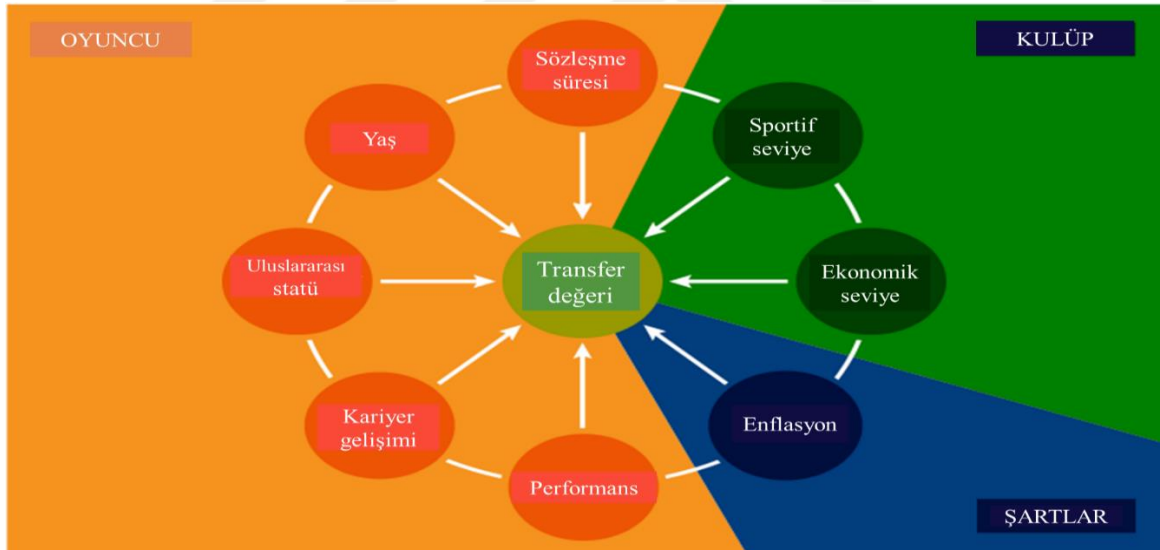 OYUNCU
KULÜP
Sözleşme
süresi
Yaş
Sportif
seviye
Uluslararası
statü
Transfer
değeri
Ekonomik
seviye
Kariyer
gelişimi
Enflasyon
Performans
ŞARTLAR